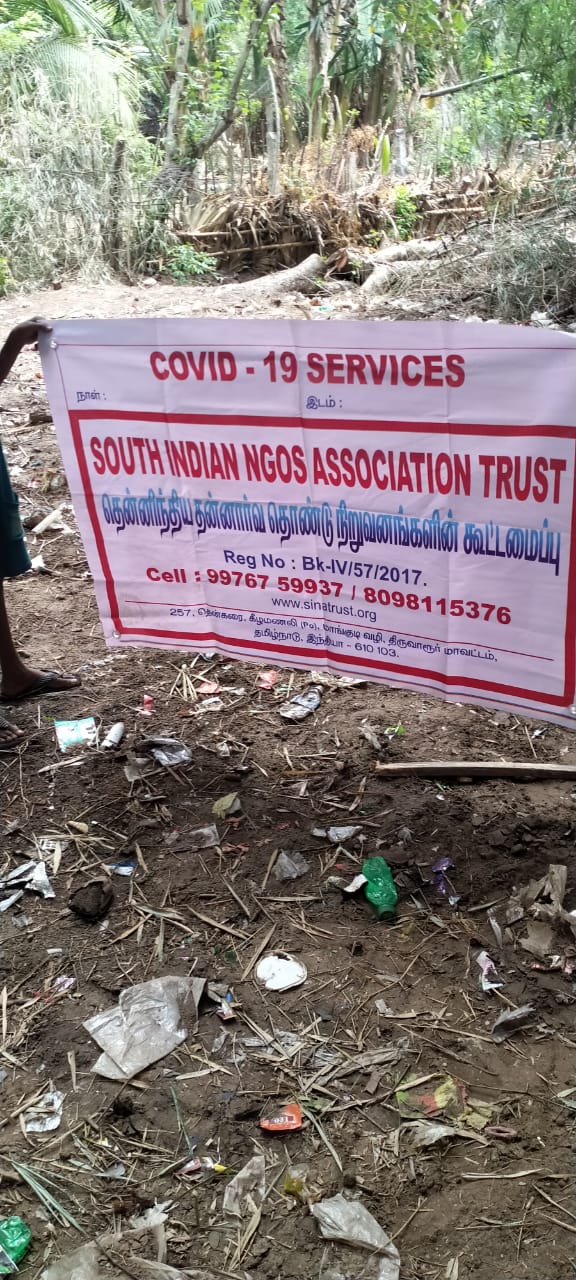 COVID - 19 SERVICES
நாள் : இடம் :
SOUTH INDIAN NGOS ASSOCIATION TRUST
தென்னிந்திய தன்னார்வ தொண்டு நிறுவனங்களின் கூட்டமைப்பு
Reg No : Bk-IV/57/2017.
Cell : 99767 59937 / 8098115376
www.sinatrust.org
257, தென்கரை, கீழமணலி (Po), மாங்குடி வழி, திருவாரூர் மாவட்டம்,
தமிழ்நாடு, இந்தியா - 610 103.